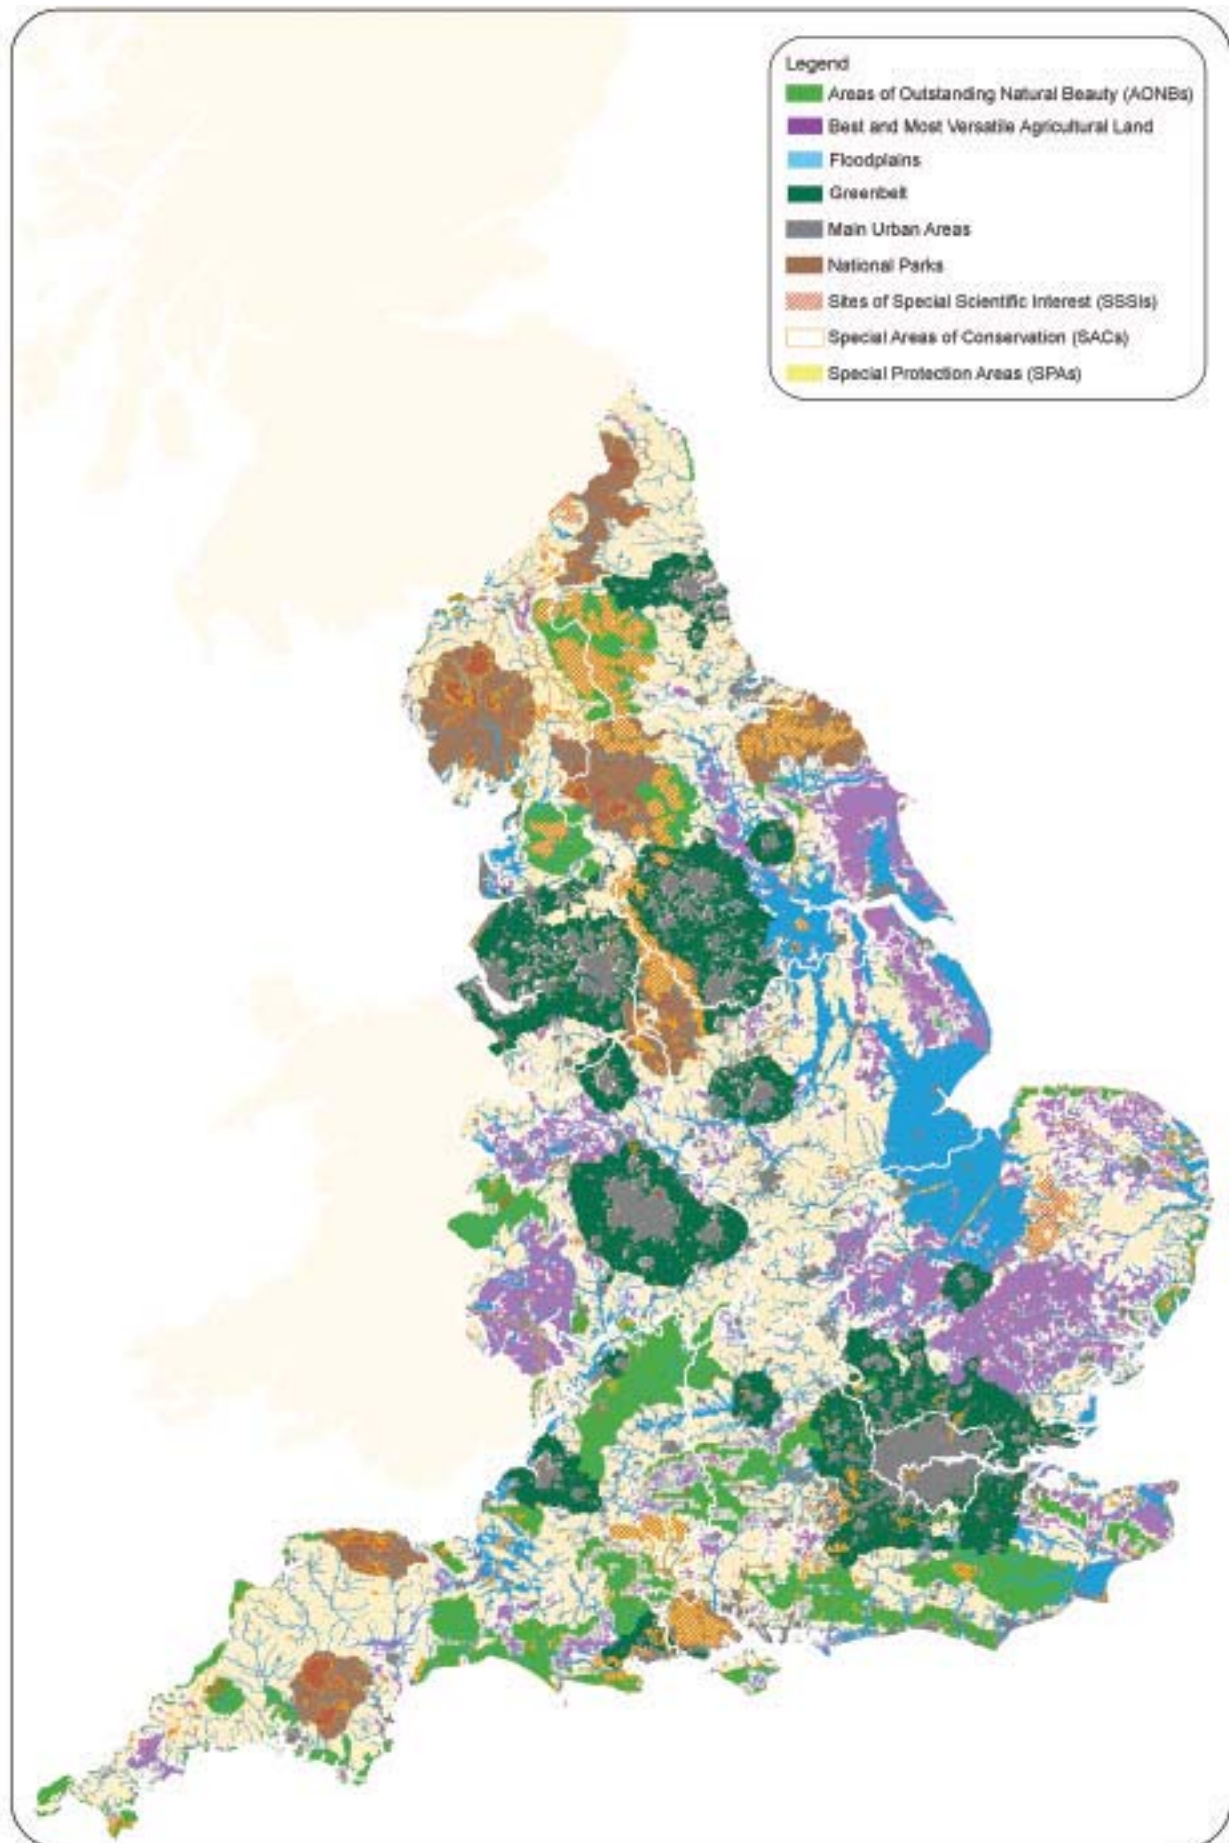 Legend
Areas of Outstanding Natural Beauty (AONBs)
Best and Most Versatile Agricultural Land
Floodplains
Greenbelt
Main Urban Areas
National Parks
Sites of Special Scientific Interest (SSSIs)
Special Areas of Conservation (SACs)
Special Protection Areas (SPAs)